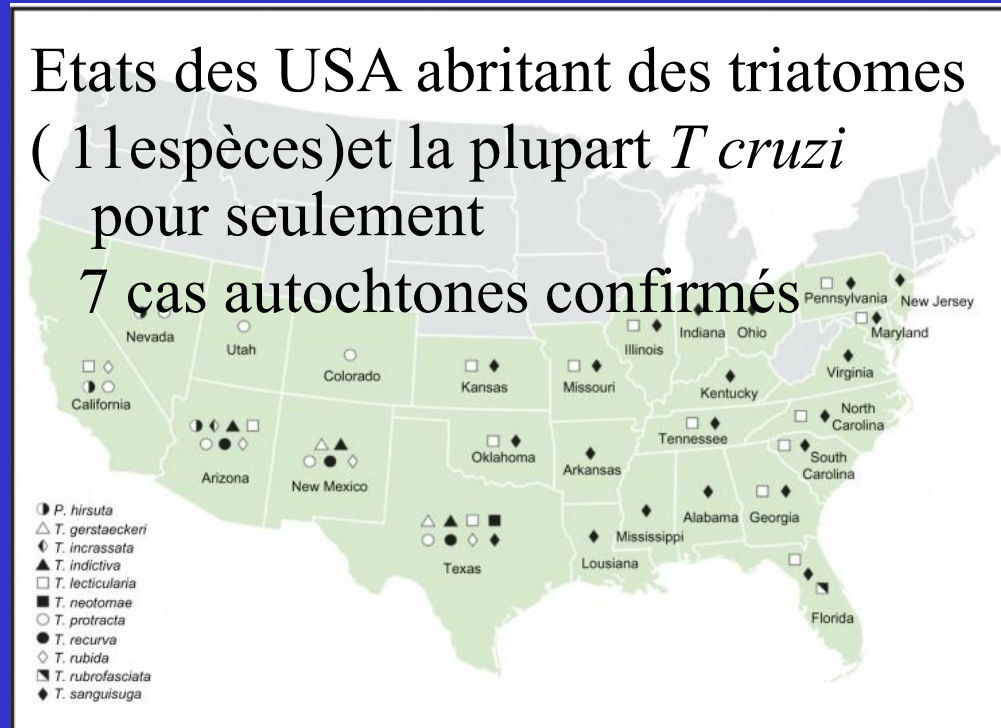 Etats des USA abritant des triatomes
( 11espèces)et la plupart T cruzi
pour seulement
7 cas autochtones confirmés
Pennsylvania
New Jersey
Nevada
Utah
Colorado
Illinois
Indiana
Ohio
Maryland
California
Kansas
Missouri
Kentucky
Virginia
North
Carolina
Arizona
New Mexico
Oklahoma
Arkansas
Tennessee
South
Carolina
Texas
Lousiana
Mississippi
Alabama
Georgia
Florida
P. hirsuta
T. gerstaeckeri
T. incrassata
T. indictiva
T. lecticularia
T. neotomae
T. protracta
T. recurva
T. rubida
T. rubrofasciata
T. sanguisuga